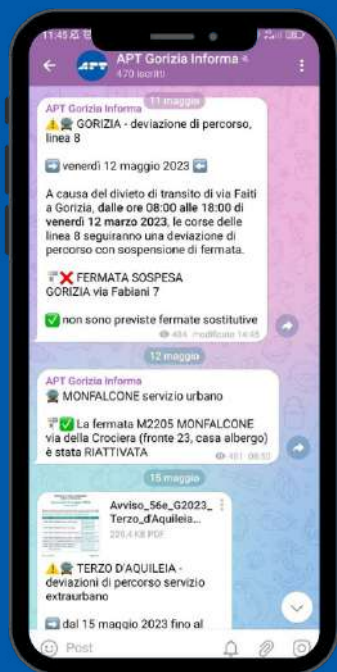 11:45
APT APT Gorizia Informa
470 iscritti
11 maggio
APT Gorizia Informa
GORIZIA - deviazione di percorso,
linea 8
venerdì 12 maggio 2023
A causa del divieto di transito di via Faiti
a Gorizia, dalle ore 08:00 alle 18:00 di
venerdì 12 marzo 2023, le corse delle
linea 8 seguiranno una deviazione di
percorso con sospensione di fermata.
FERMATA SOSPESA
GORIZIA via Fabiani 7
non sono previste fermate sostitutive
modificato 14:45
12 maggio
APT Gorizia Informa
MONFALCONE servizio urbano
La fermata M2205 MONFALCONE
via della Crociera (fronte 23, casa albergo)
è stata RIATTIVATA
15 maggio
Avviso_56e_G2023_
Terzo_d'Aquileia...
KB PDF
TERZO D'AQUILEIA -
deviazioni di percorso servizio
extraurbano
dal 15 maggio 2023 fino al
Post